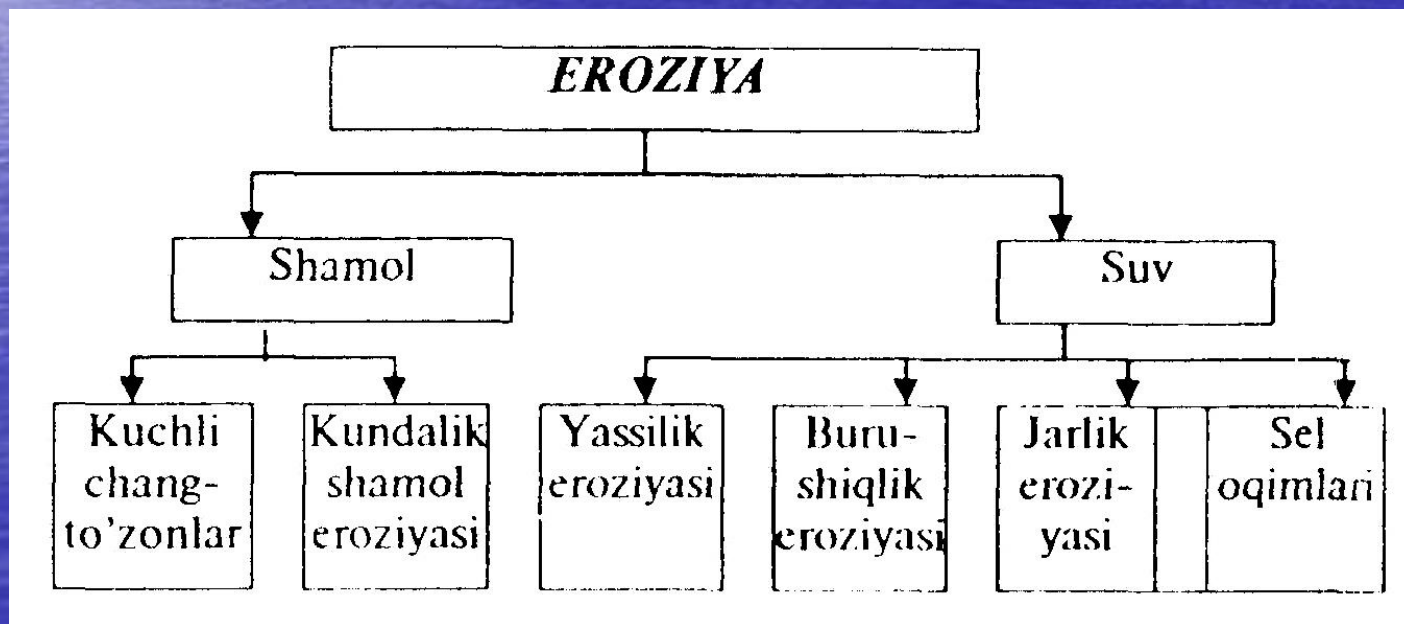 EROZIYA
Shamol
Suv
Kuchli
chang-
to'zonlar
Kundalik
shamol
eroziyasi
Yassilik
eroziyasi
Buru-
shiqlik
eroziyasi
Jarlik
erozi-
yasi
Sel
oqimlari